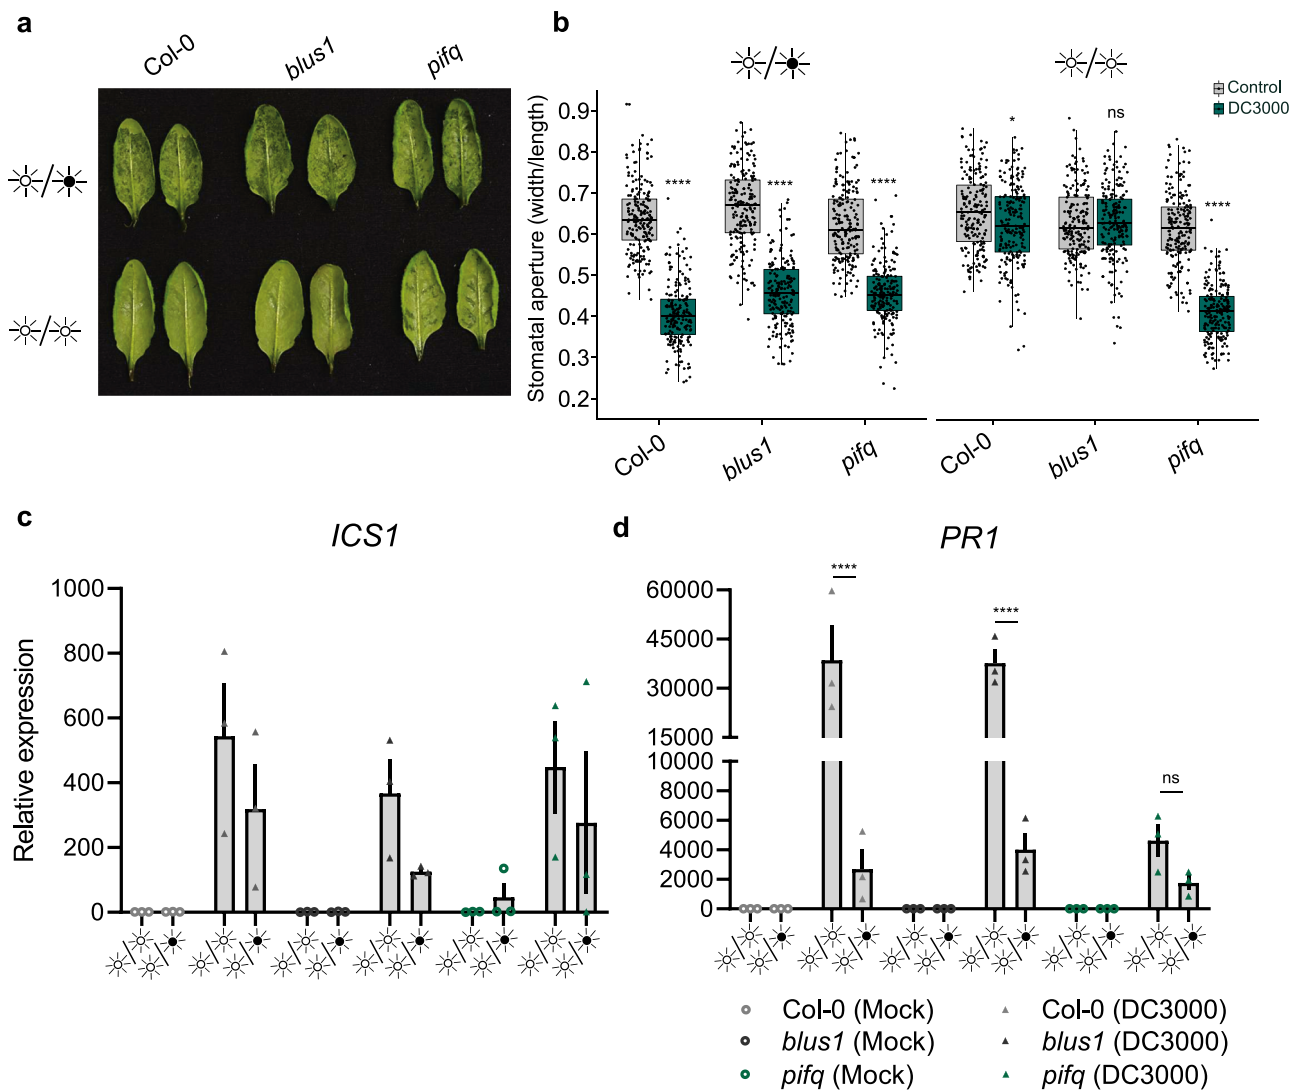 a
Col-0
blus1
pifq
b
Control
DC3000
Stomatal aperture (width/length)
0.9
0.8
0.7
0.6
0.5
0.4
0.3
0.2
****
****
****
*
ns
****
Col-0
blus1
pifq
Col-0
blus1
pifq
c
ICS1
Relative expression
1000
800
600
400
200
0
d
PR1
60000
45000
30000
15000
10000
8000
6000
4000
2000
0
****
****
ns
Col-0 (Mock)
Col-0 (DC3000)
blus1 (Mock)
blus1 (DC3000)
pifq (Mock)
pifq (DC3000)